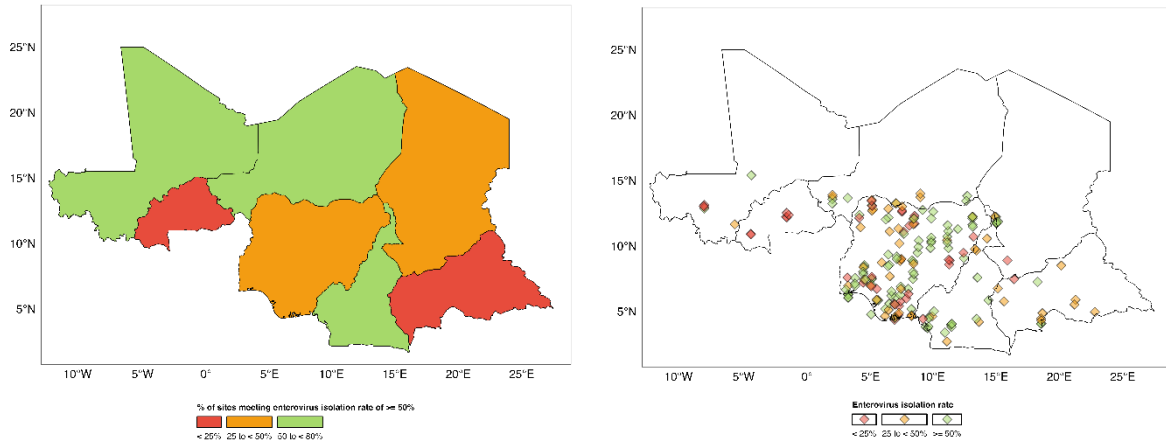 25°N
20°N
15°N
10°N
5°N
10°W 5°W 0° 5°E 10°E 15°E 20°E 25°E
% of sites meeting enterovirus isolation rate of >= 50%
< 25% 25 to < 50% 50 to < 80%
25°N
20°N
15°N
10°N
5°N
10°W 5°W 0° 5°E 10°E 15°E 20°E 25°E
Enterovirus isolation rate
< 25% 25 to < 50% >= 50%